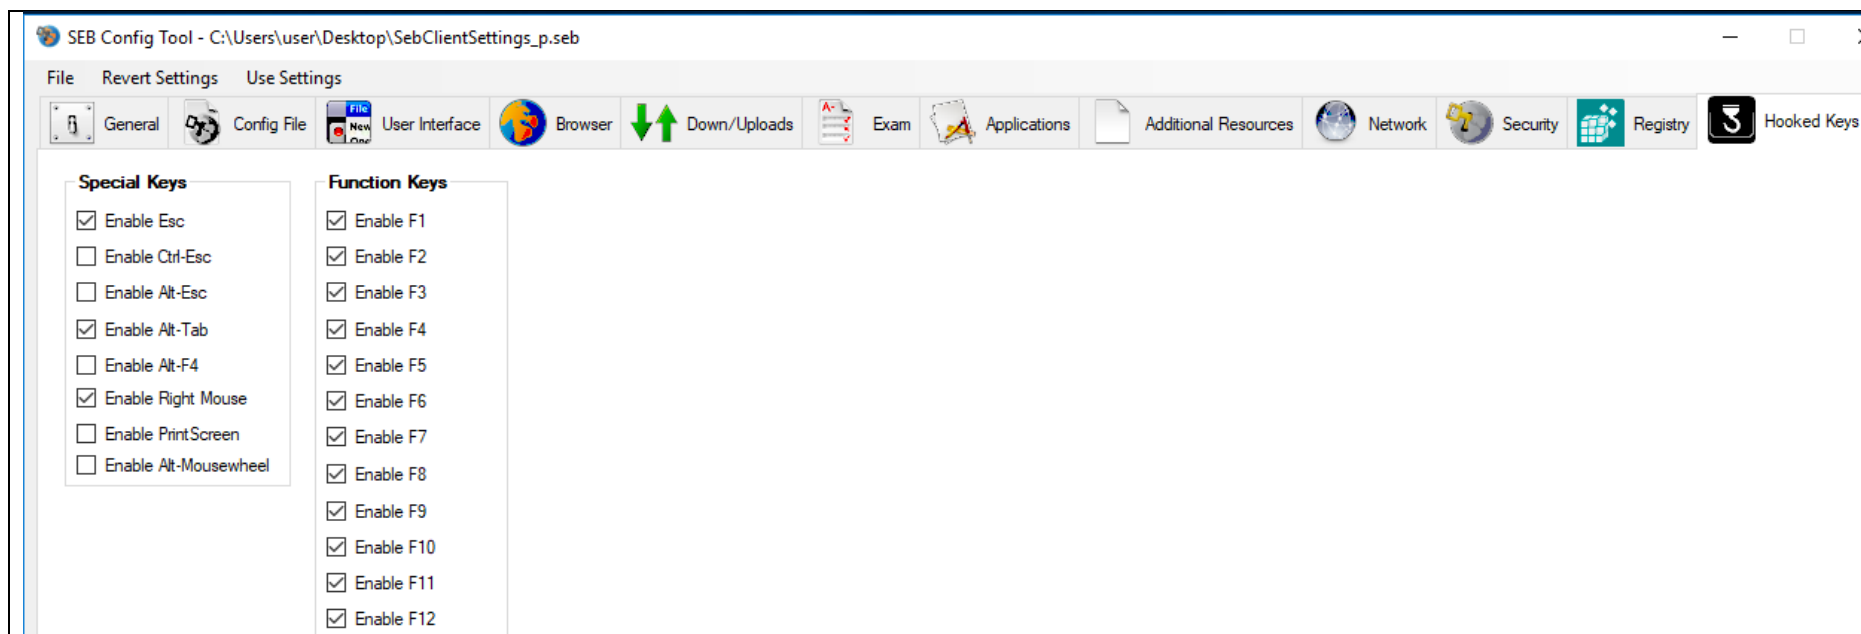 SEB Config Tool - C:\Users\user\Desktop\SebClientSettings_p.seb
File Revert Settings Use Settings
General Config File File New One User Interface Browser Down/Uploads A- Exam Applications Additional Resources Network Security Registry Hooked Keys
Special Keys
Enable Esc
Enable Ctrl-Esc
Enable Alt-Esc
Enable Alt-Tab
Enable Alt-F4
Enable Right Mouse
Enable PrintScreen
Enable Alt-Mousewheel
Function Keys
Enable F1
Enable F2
Enable F3
Enable F4
Enable F5
Enable F6
Enable F7
Enable F8
Enable F9
Enable F10
Enable F11
Enable F12